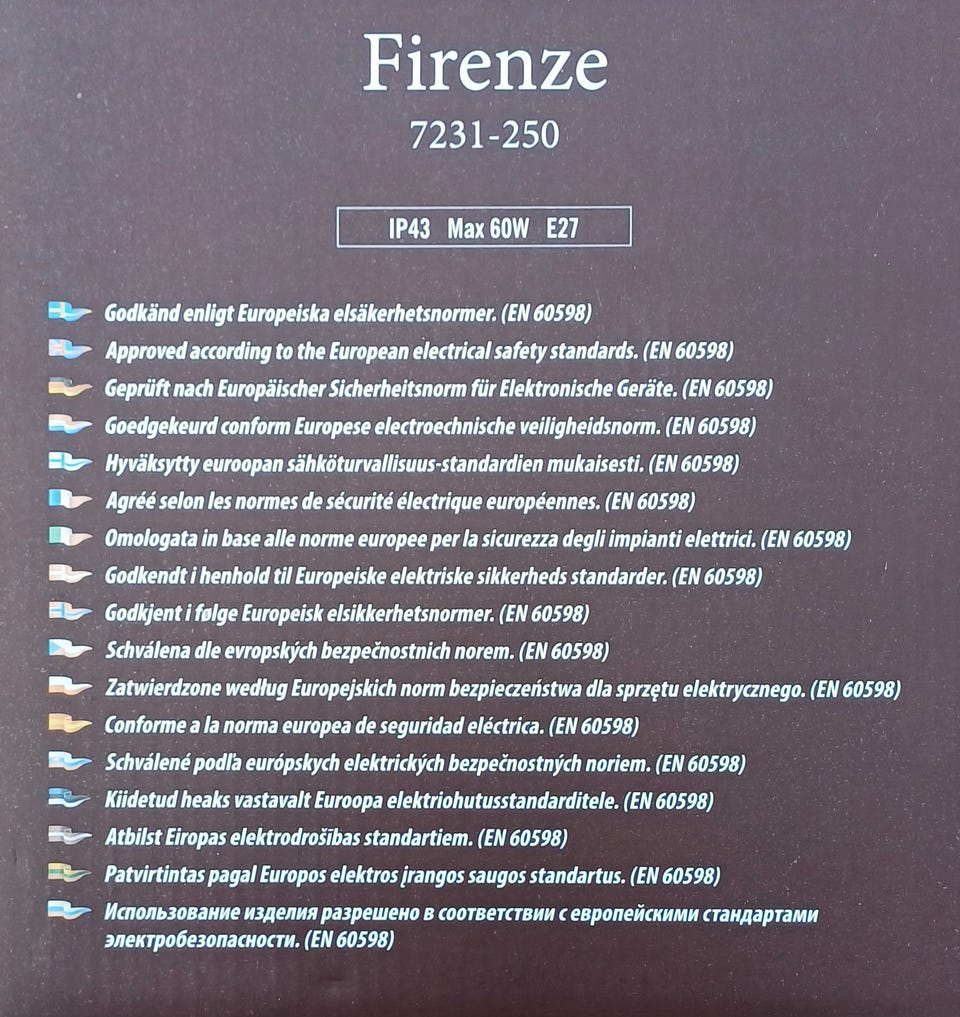 Firenze
7231-250
IP43 Max 60W E27
Godkänd enligt Europeiska elsäkerhetsnormer. (EN 60598)
Approved according to the European electrical safety standards. (EN 60598)
Geprüft nach Europäischer Sicherheitsnorm für Elektronische Geräte. (EN 60598)
Goedgekeurd conform Europese electroechnische veiligheidsnorm. (EN 60598)
Hyväksytty euroopan sähköturvallisuus-standardien mukaisesti. (EN 60598)
Agréé selon les normes de sécurité électrique européennes. (EN 60598)
Omologata in base alle norme europee per la sicurezza degli impianti elettrici. (EN 60598)
Godkendt i henhold til Europeiske elektriske sikkerheds standarder. (EN 60598)
Godkjent i følge Europeisk elsikkerhetsnormer. (EN 60598)
Schválena dle evropských bezpečnostnich norem. (EN 60598)
Zatwierdzone według Europejskich norm bezpieczeństwa dla sprzętu elektrycznego. (EN 60598)
Conforme a la norma europea de seguridad eléctrica. (EN 60598)
Schválené podľa európskych elektrických bezpečnostných noriem. (EN 60598)
Kiidetud heaks vastavalt Euroopa elektriohutusstandarditele. (EN 60598)
Atbilst Eiropas elektrodrošības standartiem. (EN 60598)
Patvirtintas pagal Europos elektros įrangos saugos standartus. (EN 60598)
Использование изделия разрешено в соответствии с европейскими стандартами
электробезопасности. (EN 60598)